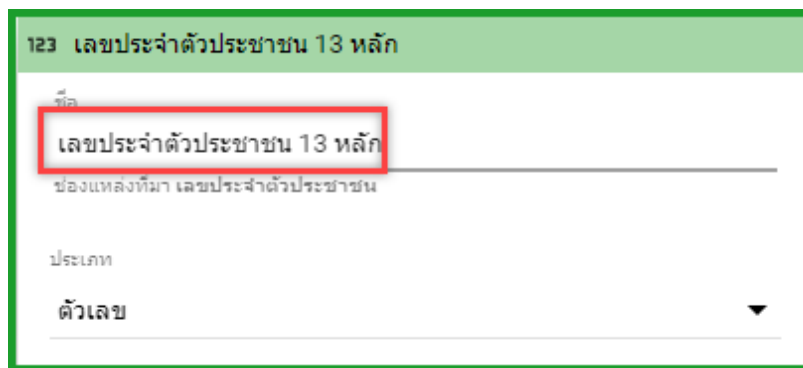 123 เลขประจำตัวประชาชน 13 หลัก
ชื่อ
เลขประจำตัวประชาชน 13 หลัก
ช่องแหล่งที่มา เลขประจำตัวประชาชน
ประเภท
ตัวเลข